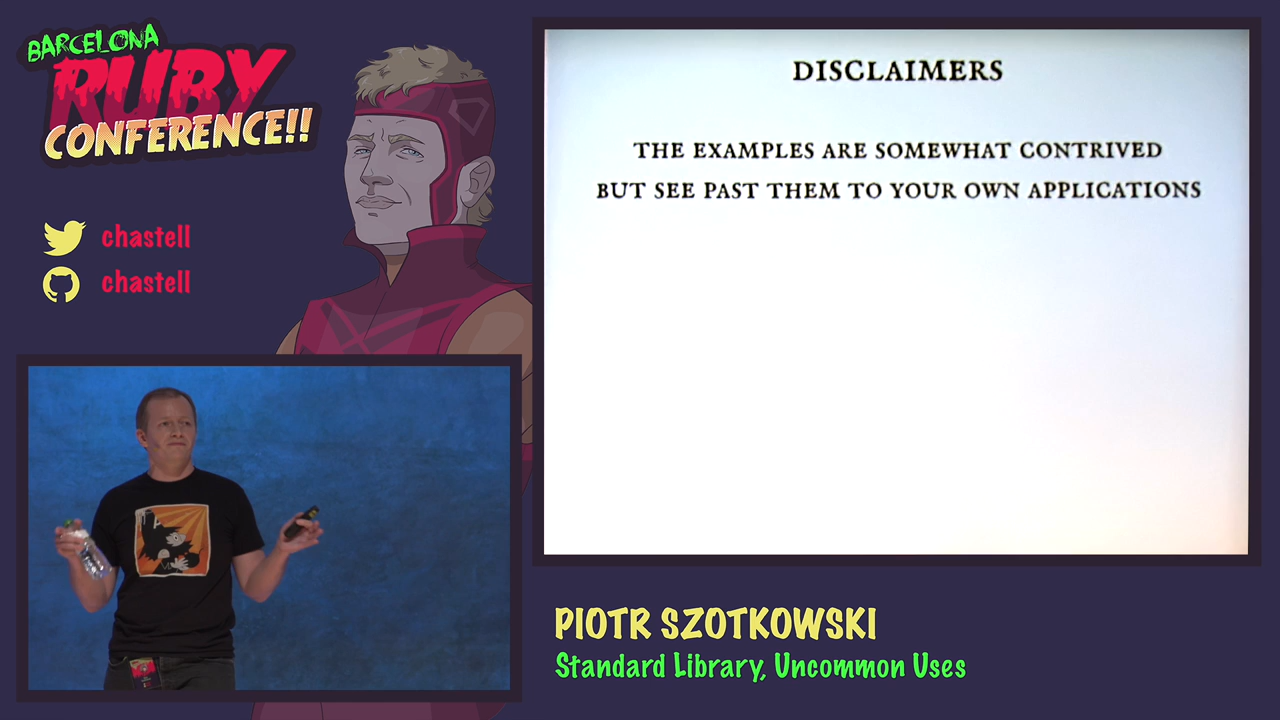 BARCELONA
RUBY
CONFERENCE!!
chastell
chastell
DISCLAIMERS
THE EXAMPLES ARE SOMEWHAT CONTRIVED
BUT SEE PAST THEM TO YOUR OWN APPLICATIONS
PIOTR SZOTKOWSKI
Standard Library, Uncommon Uses